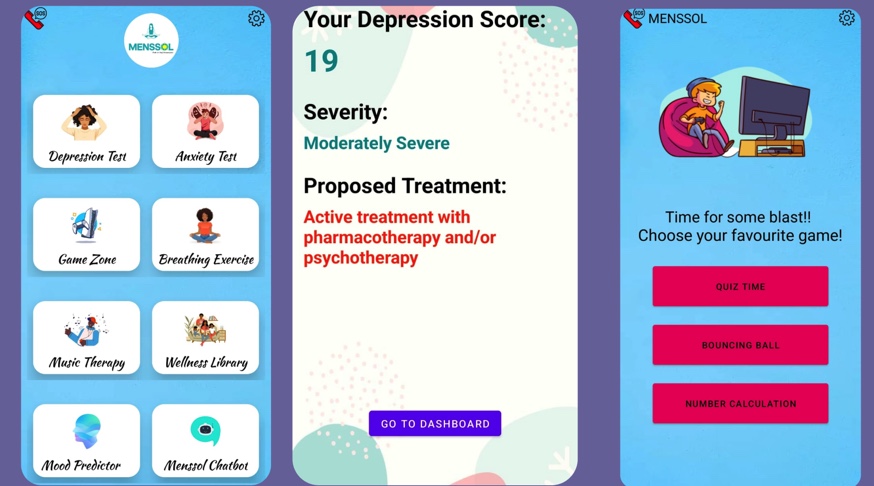 SOS
MENSSOL
Depression Test
Anxiety Test
Game Zone
Breathing Exercise
Music Therapy
Wellness Library
Mood Predictor
Menssol Chatbot
Your Depression Score:
19
Severity:
Moderately Severe
Proposed Treatment:
Active treatment with
pharmacotherapy and/or
psychotherapy
GO TO DASHBOARD
SOS
MENSSOL
Time for some blast!!
Choose your favourite game!
QUIZ TIME
BOUNCING BALL
NUMBER CALCULATION